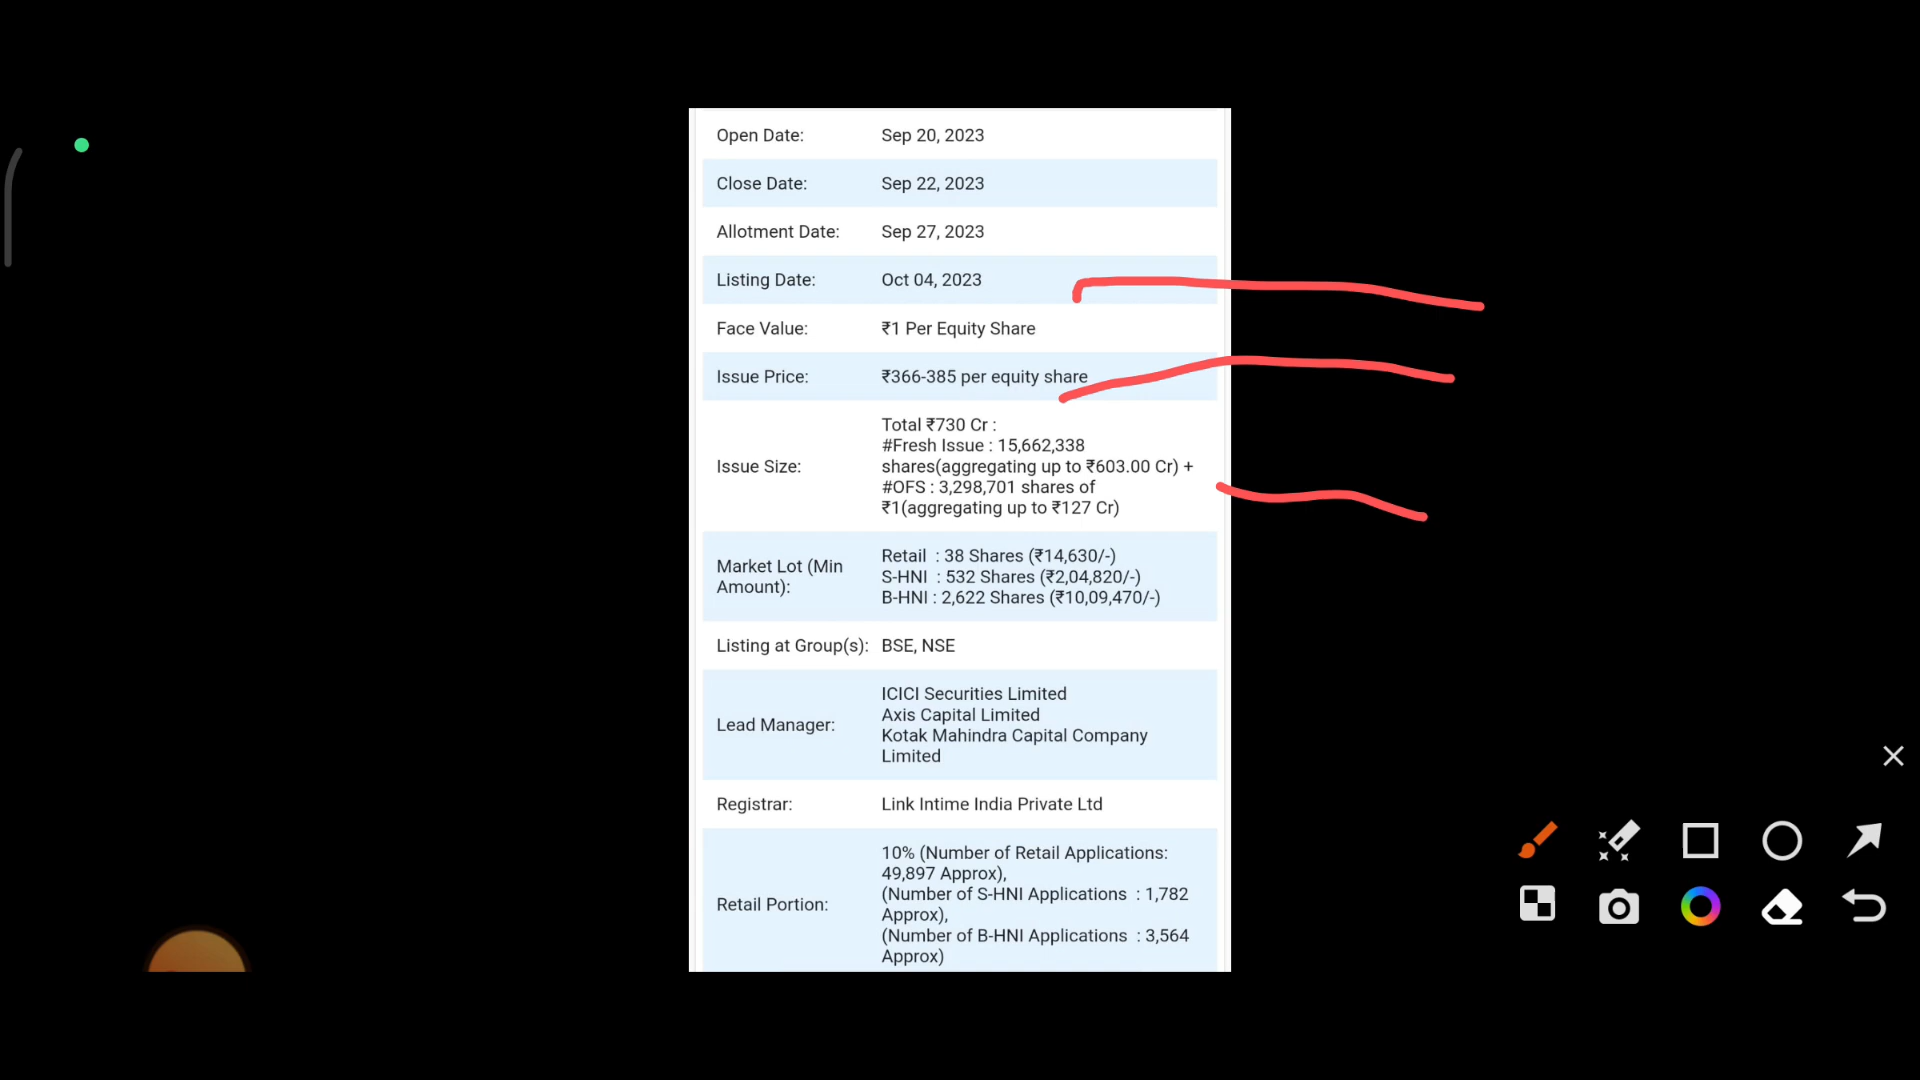 Open Date: Sep 20, 2023
Close Date: Sep 22, 2023
Allotment Date: Sep 27, 2023
Listing Date: Oct 04, 2023
Face Value: ₹1 Per Equity Share
Issue Price: ₹366-385 per equity share
Issue Size:
Total ₹730 Cr :
#Fresh Issue : 15,662,338
shares(aggregating up to ₹603.00 Cr) +
#OFS : 3,298,701 shares of
₹1(aggregating up to ₹127 Cr)
Market Lot (Min
Amount):
Retail : 38 Shares (₹14,630/-)
S-HNI : 532 Shares (₹2,04,820/-)
B-HNI : 2,622 Shares (₹10,09,470/-)
Listing at Group(s): BSE, NSE
Lead Manager:
ICICI Securities Limited
Axis Capital Limited
Kotak Mahindra Capital Company
Limited
Registrar: Link Intime India Private Ltd
Retail Portion:
10% (Number of Retail Applications:
49,897 Approx),
(Number of S-HNI Applications : 1,782
Approx),
(Number of B-HNI Applications : 3,564
Approx)